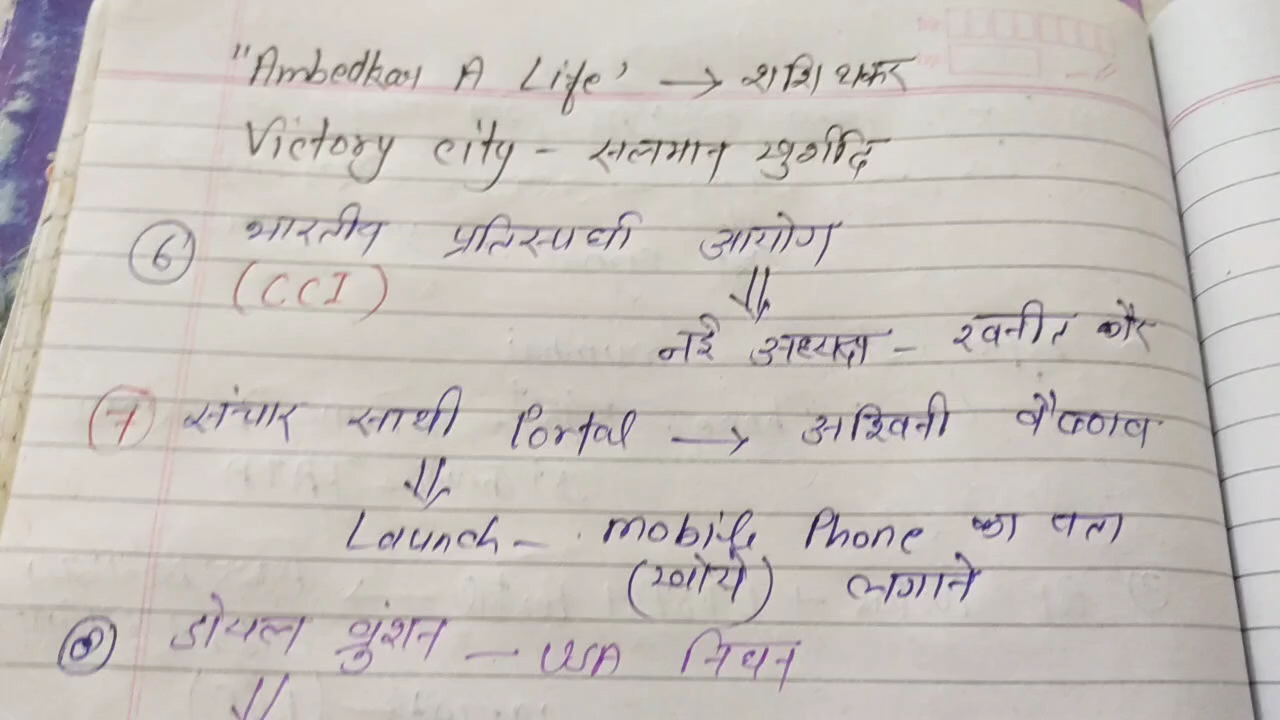 "Ambedkar A Life' → शशि थरूर
Victory city - सलमान खुर्शीद
6 भारतीय प्रतिस्पर्धा आयोग
(CCI)
नई अध्यक्ष - रवनीत कौर
7 संचार साथी Portal → अश्विनी वैष्णव
Launch - mobile Phone का पता
(खोये) लगाने
8 डोयल ब्रुंशन - USA निधन